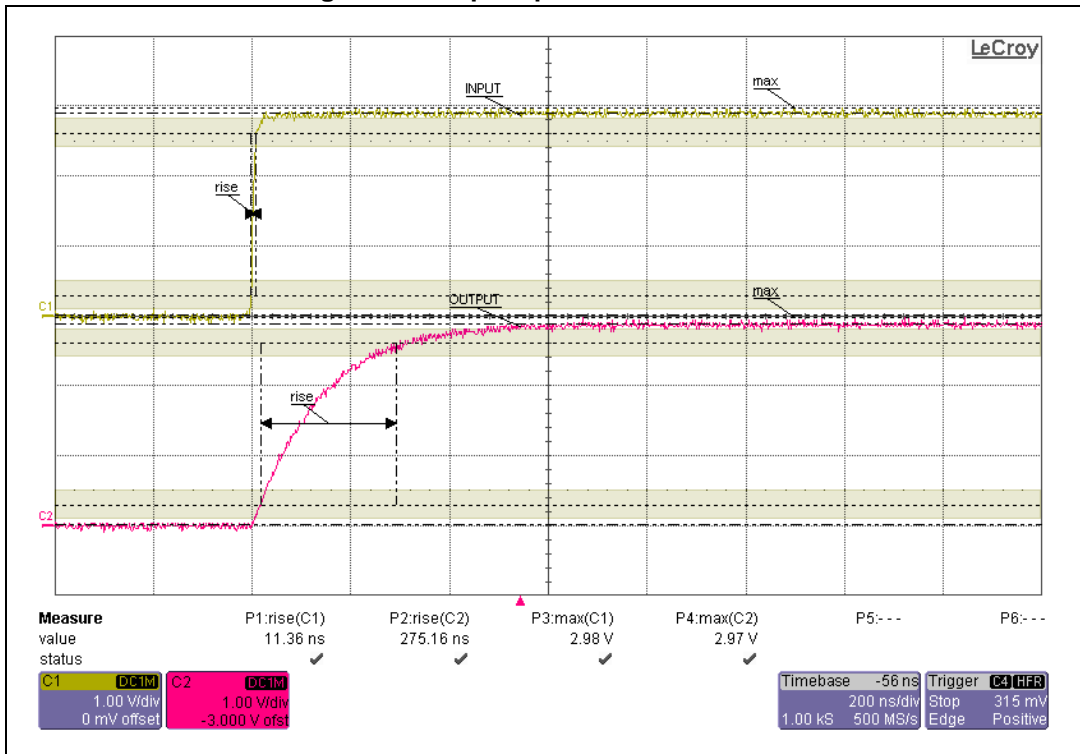 LeCroy
max
INPUT
rise
C1
OUTPUT
max
rise
C2
Measure P1:rise(C1) P2:rise(C2) P3:max(C1) P4:max(C2) P5:- - - P6:- - -
value 11.36 ns 275.16 ns 2.98 V 2.97 V
status ✔ ✔ ✔ ✔
C1 DC1M C2 DC1M Timebase -56 ns Trigger C4 HFR
1.00 V/div 1.00 V/div 200 ns/div Stop 315 mV
0 mV offset -3.000 V ofst 1.00 kS 500 MS/s Edge Positive